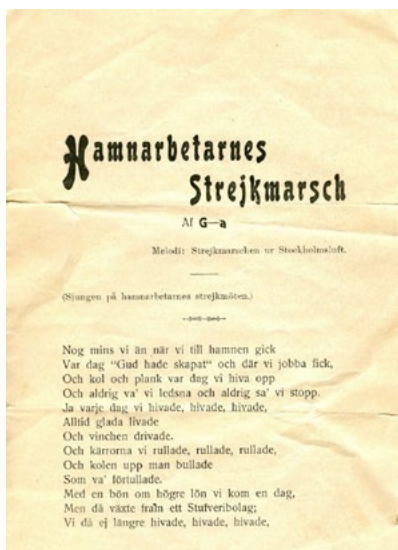 Hamnarbetarnes
Strejkmarsch
Af G—a
Melodi: Strejkmarschen ur Stockholmsluft.
(Sjungen på hamnarbetarnes strejkmöten.)
Nog mins vi än när vi till hamnen gick
Var dag "Gud hade skapat" och där vi jobba fick,
Och kol och plank var dag vi hiva opp
Och aldrig va' vi ledsna och aldrig sa' vi stopp.
Ja varje dag vi hivade, hivade, hivade,
Alltid glada livade
Och vinchen drivade.
Och kärrorna vi rullade, rullade, rullade,
Och kolen upp man bullade
Som va' förtullade.
Med en bön om högre lön vi kom en dag,
Men då växte fram ett Stufveribolag;
Vi då ej längre hivade, hivade, hivade,